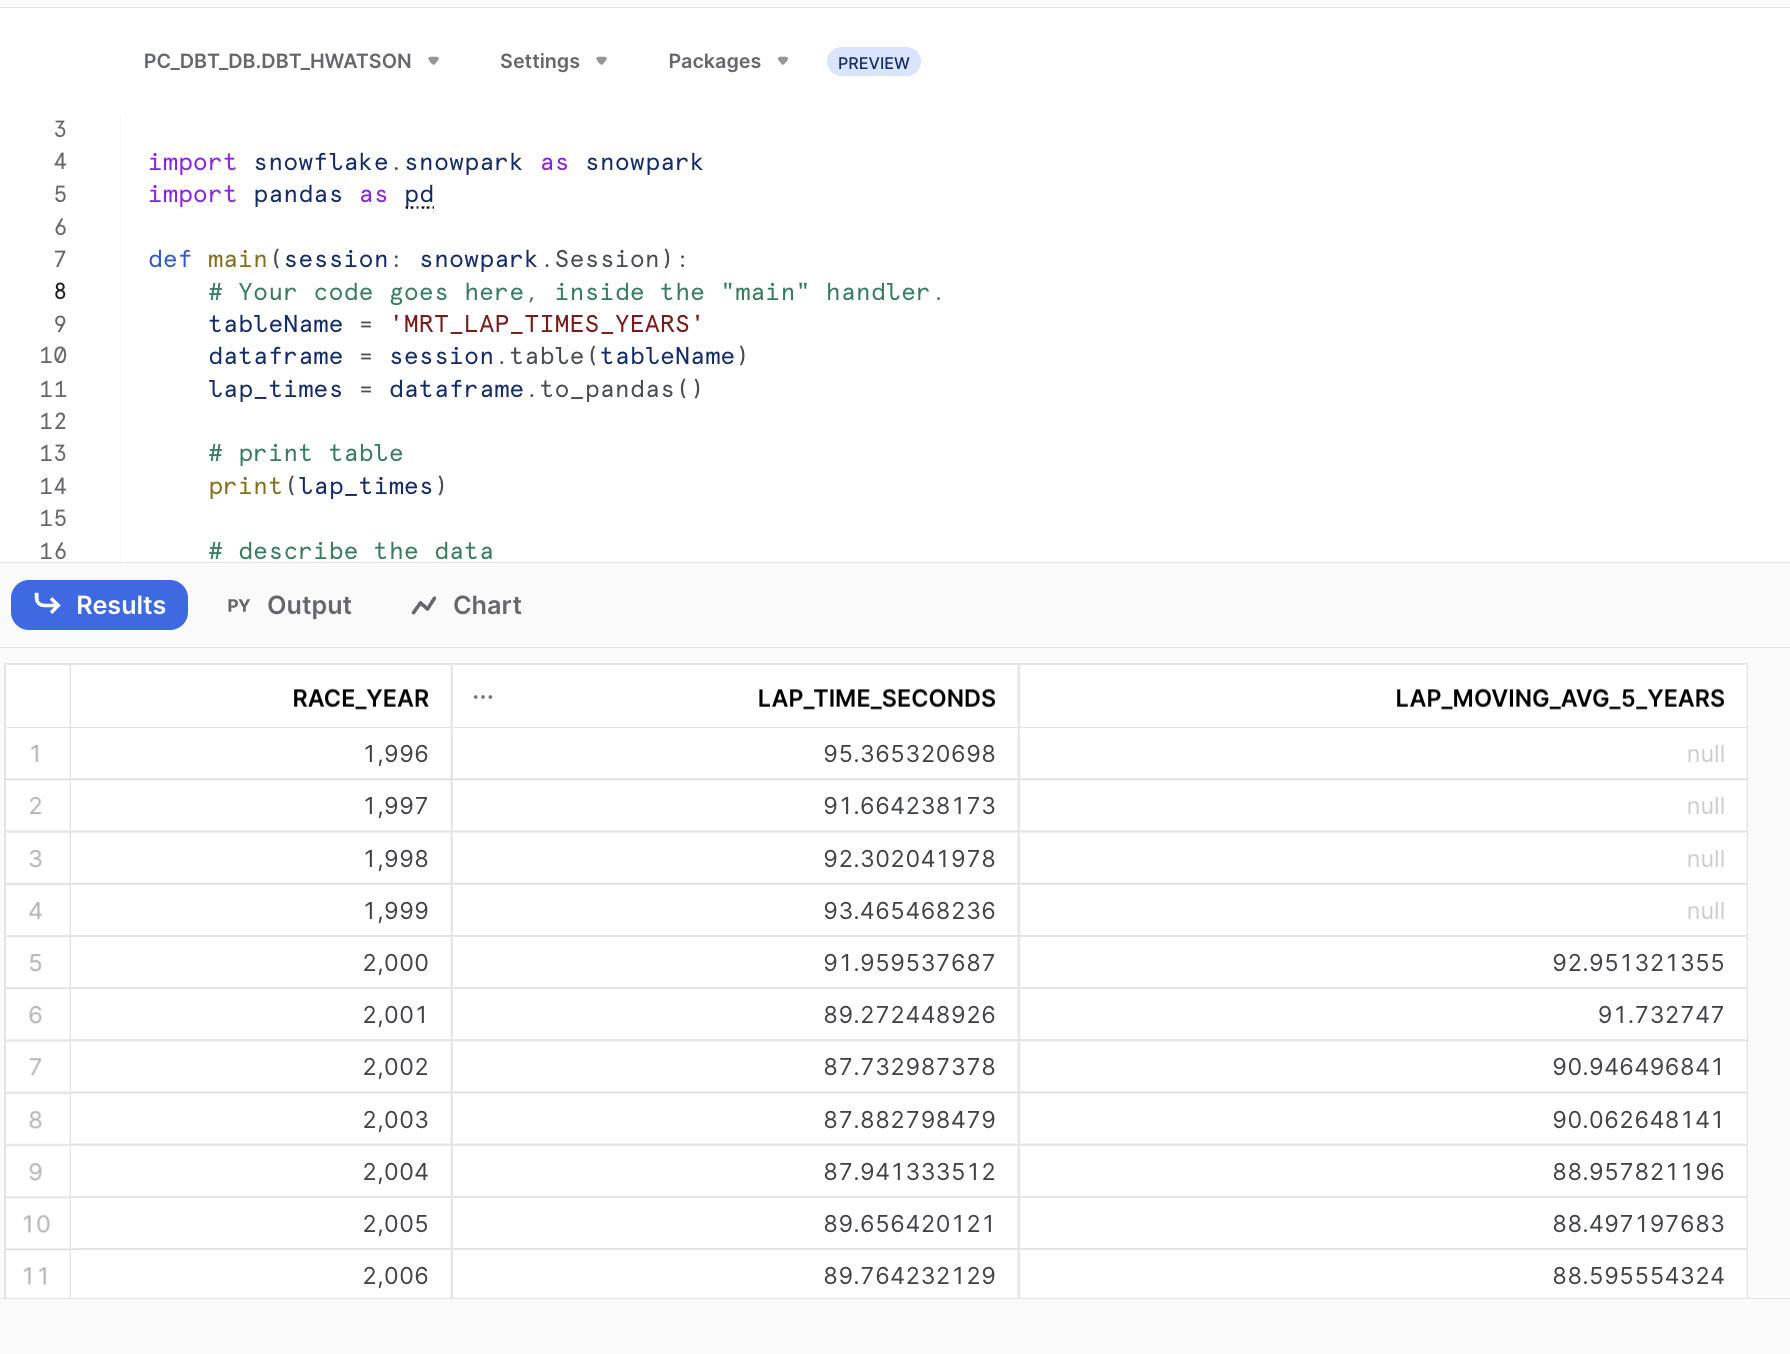 PC_DBT_DB.DBT_HWATSON Settings Packages PREVIEW
3
4 import snowflake.snowpark as snowpark
5 import pandas as pd
6
7 def main(session: snowpark.Session):
8 # Your code goes here, inside the "main" handler.
9 tableName = 'MRT_LAP_TIMES_YEARS'
10 dataframe = session.table(tableName)
11 lap_times = dataframe.to_pandas()
12
13 # print table
14 print(lap_times)
15
16 # describe the data
Results PY Output Chart
RACE_YEAR ... LAP_TIME_SECONDS LAP_MOVING_AVG_5_YEARS
1 1,996 95.365320698 null
2 1,997 91.664238173 null
3 1,998 92.302041978 null
4 1,999 93.465468236 null
5 2,000 91.959537687 92.951321355
6 2,001 89.272448926 91.732747
7 2,002 87.732987378 90.946496841
8 2,003 87.882798479 90.062648141
9 2,004 87.941333512 88.957821196
10 2,005 89.656420121 88.497197683
11 2,006 89.764232129 88.595554324